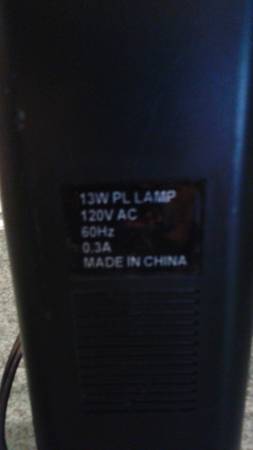 13W PL LAMP
120V AC
60Hz
0.3A
MADE IN CHINA